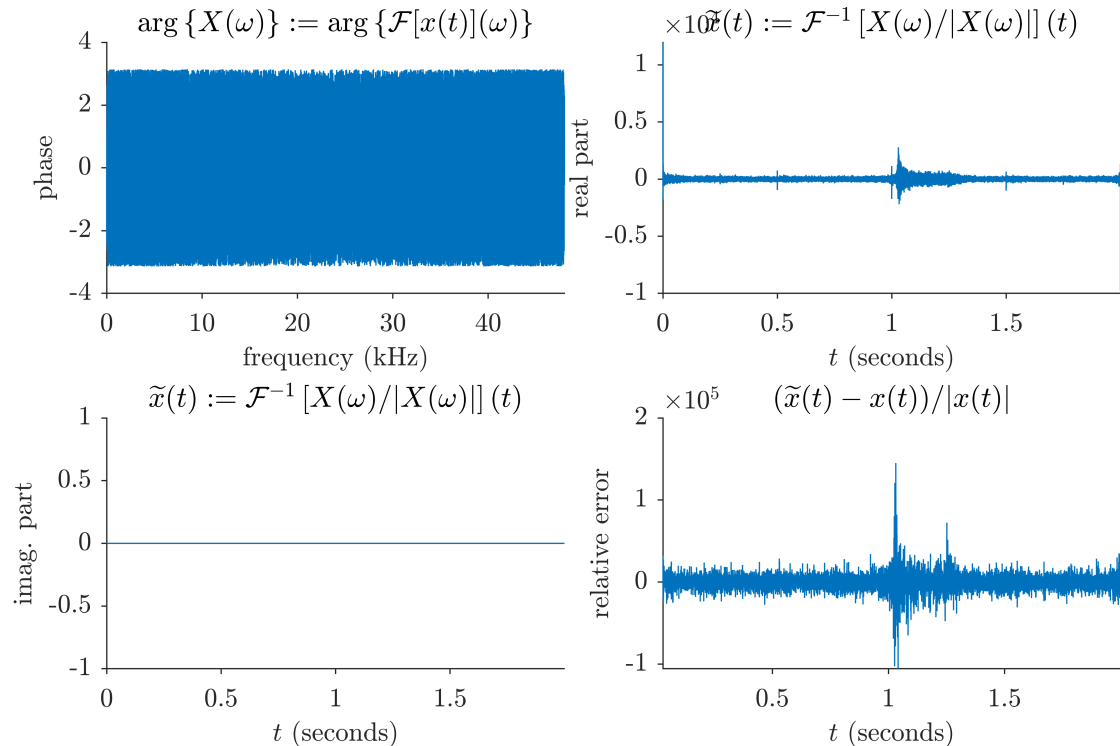 arg {X(ω)} := arg {ℱ[x(t)](ω)}
4
2
0
-2
-4
phase
0 10 20 30 40
frequency (kHz)
x̃(t) := ℱ⁻¹ [X(ω)/|X(ω)|] (t)
1
0.5
0
-0.5
-1
real part
0 0.5 1 1.5
t (seconds)
x̃(t) := ℱ⁻¹ [X(ω)/|X(ω)|] (t)
1
0.5
0
-0.5
-1
imag. part
0 0.5 1 1.5
t (seconds)
×10⁵ (x̃(t) − x(t))/|x(t)|
2
1
0
-1
relative error
0.5 1 1.5
t (seconds)